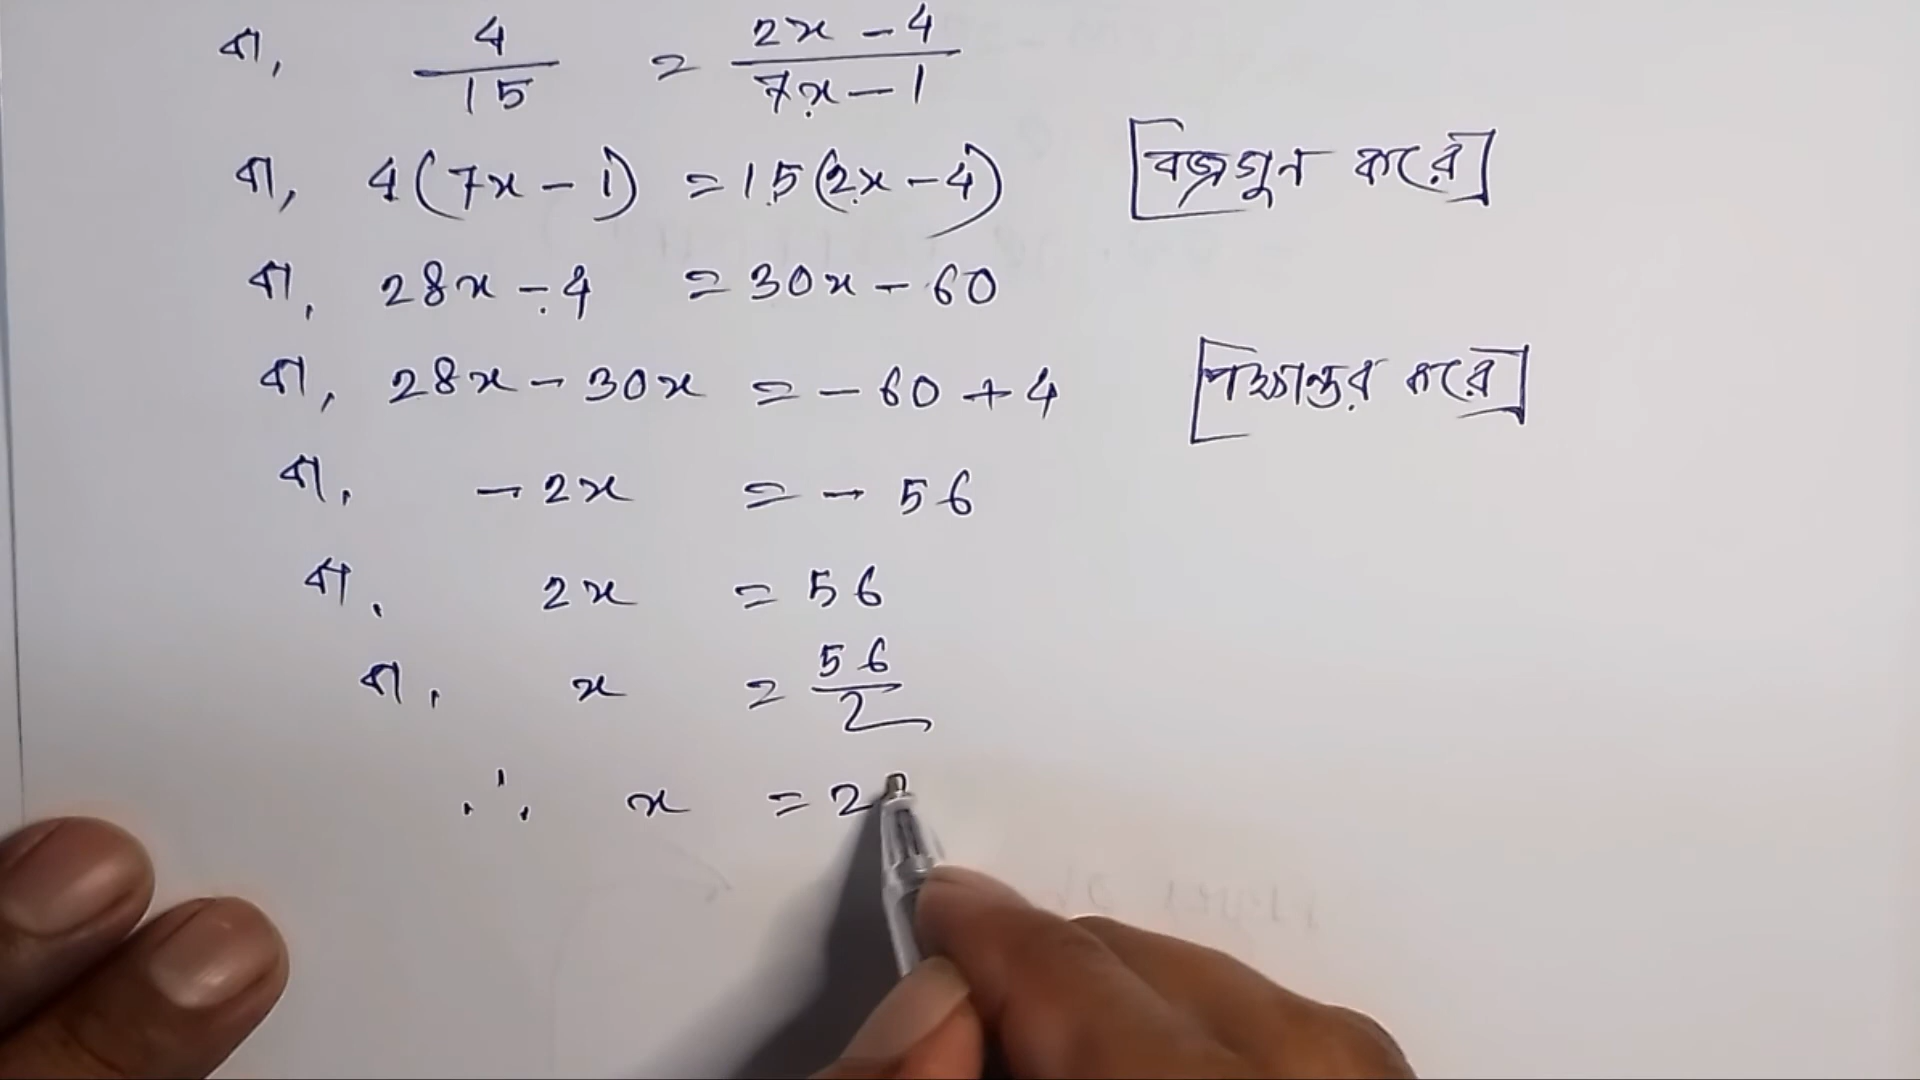 বা, 4/15 = 2x - 4/7x - 1
বা, 4(7x - 1) = 15(2x - 4) [বজ্রগুন করে]
বা, 28x - 4 = 30x - 60
বা, 28x - 30x = - 60 + 4 [পক্ষান্তর করে]
বা, - 2x = - 56
বা, 2x = 56
বা, x = 56/2
∴ x = 2